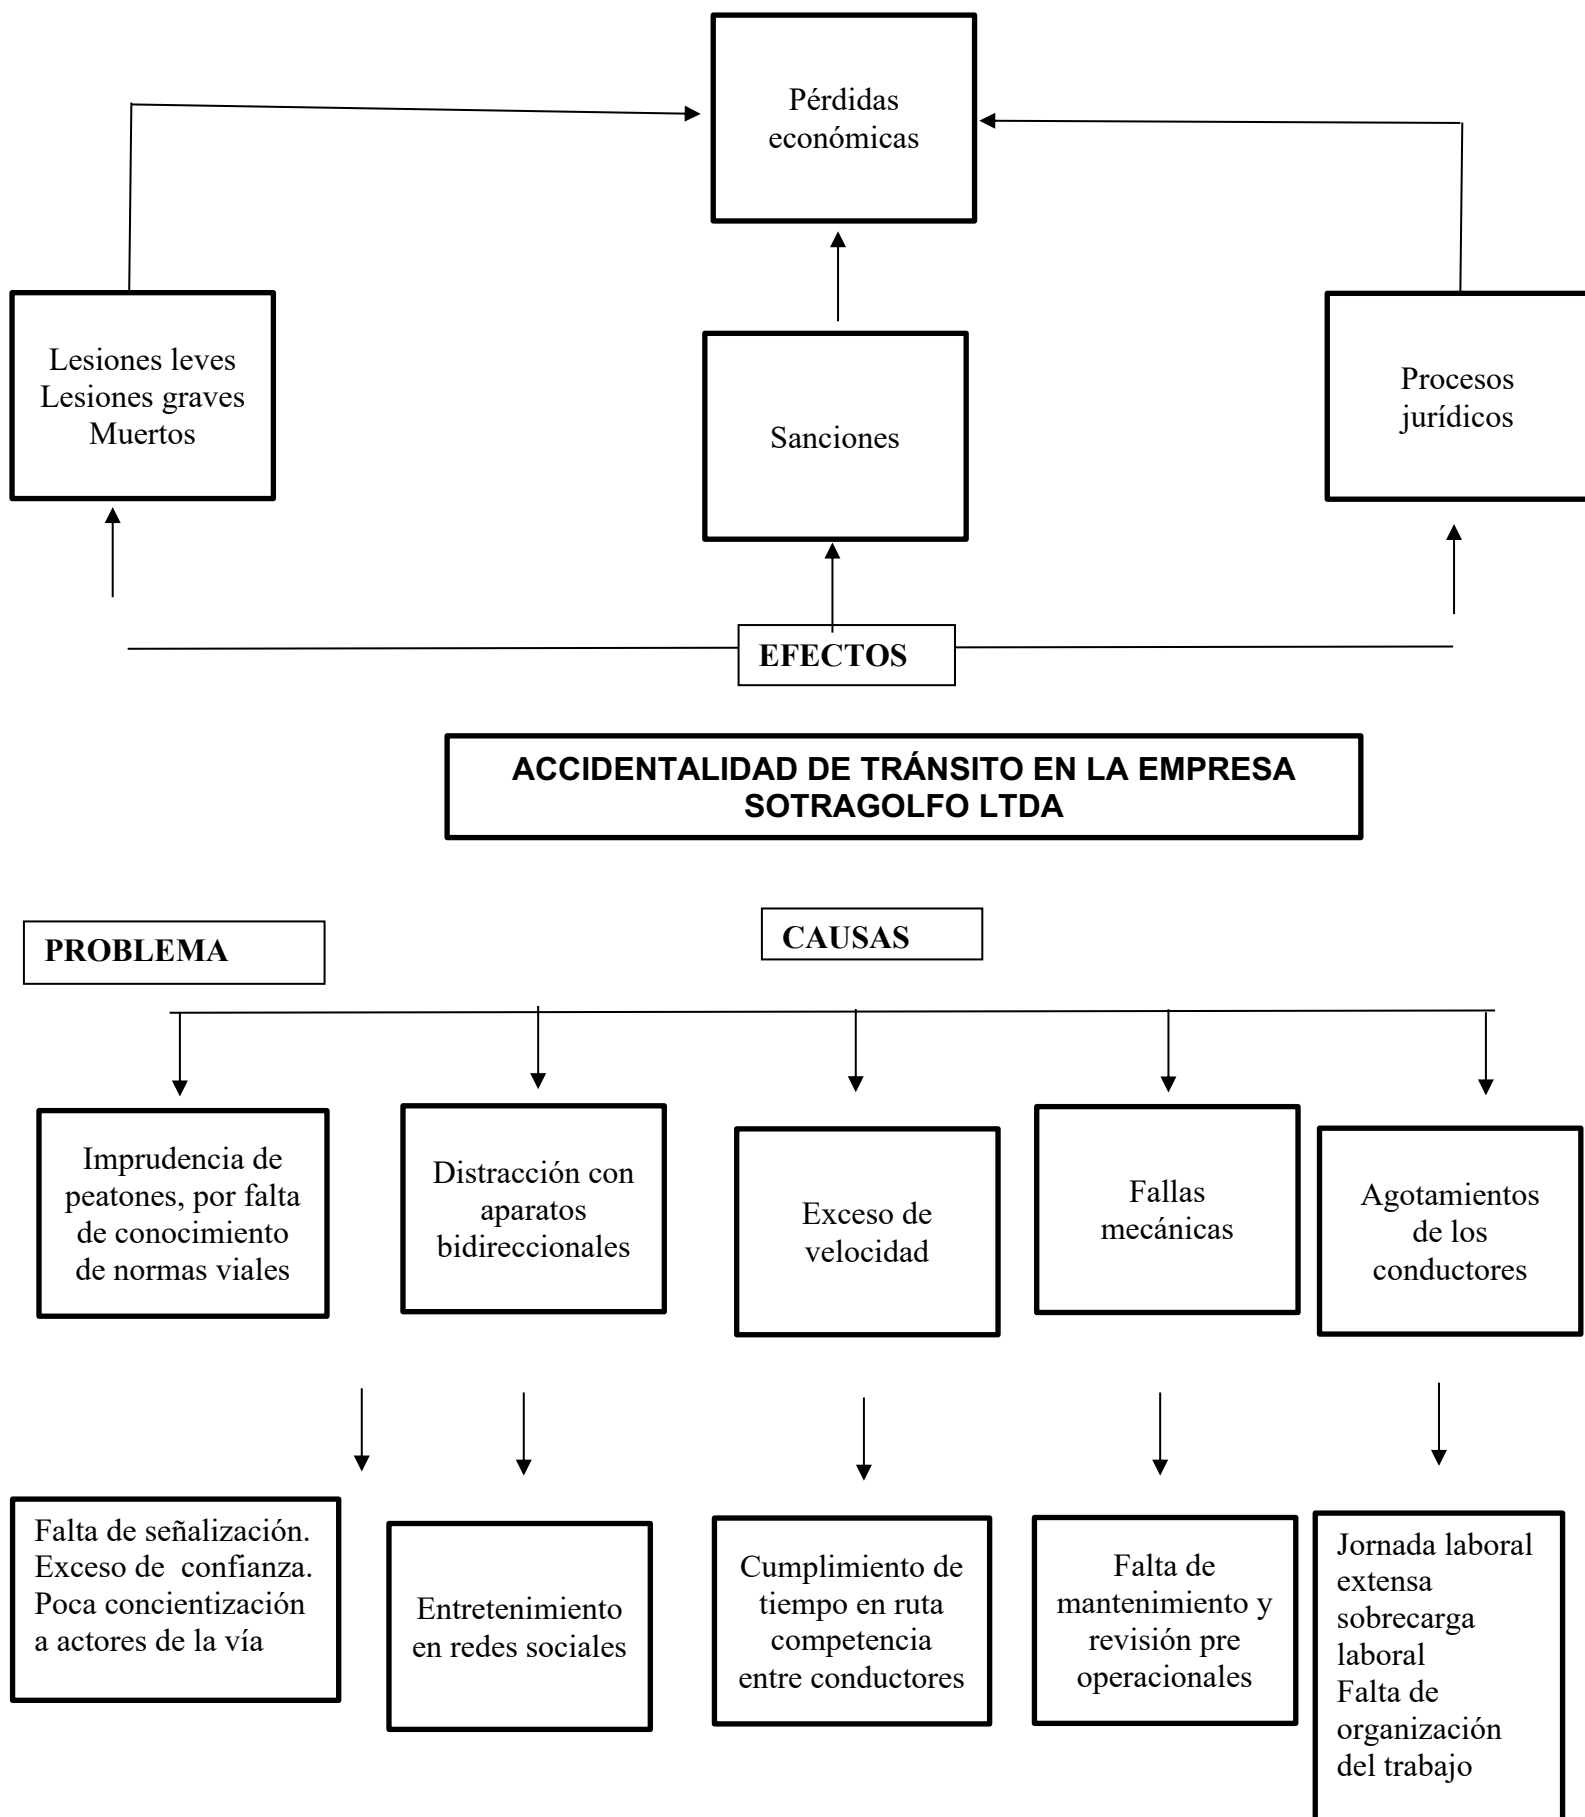 Pérdidas
económicas
Lesiones leves
Lesiones graves
Muertos
Sanciones
Procesos
jurídicos
EFECTOS
ACCIDENTALIDAD DE TRÁNSITO EN LA EMPRESA
SOTRAGOLFO LTDA
PROBLEMA
CAUSAS
Imprudencia de
peatones, por falta
de conocimiento
de normas viales
Distracción con
aparatos
bidireccionales
Exceso de
velocidad
Fallas
mecánicas
Agotamientos
de los
conductores
Falta de señalización.
Exceso de confianza.
Poca concientización
a actores de la vía
Entretenimiento
en redes sociales
Cumplimiento de
tiempo en ruta
competencia
entre conductores
Falta de
mantenimiento y
revisión pre
operacionales
Jornada laboral
extensa
sobrecarga
laboral
Falta de
organización
del trabajo